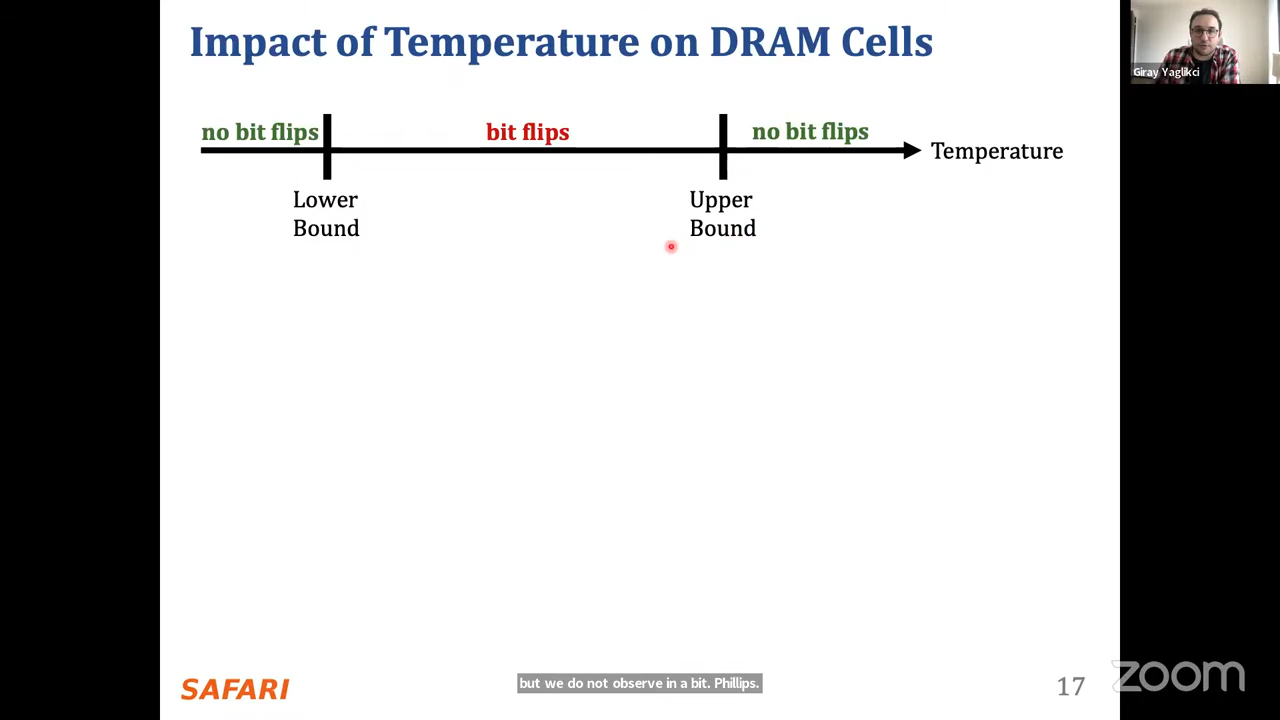 Impact of Temperature on DRAM Cells
Giray Yaglikci
no bit flips
bit flips
no bit flips
Temperature
Lower
Bound
Upper
Bound
SAFARI
but we do not observe in a bit. Phillips.
17
zoom